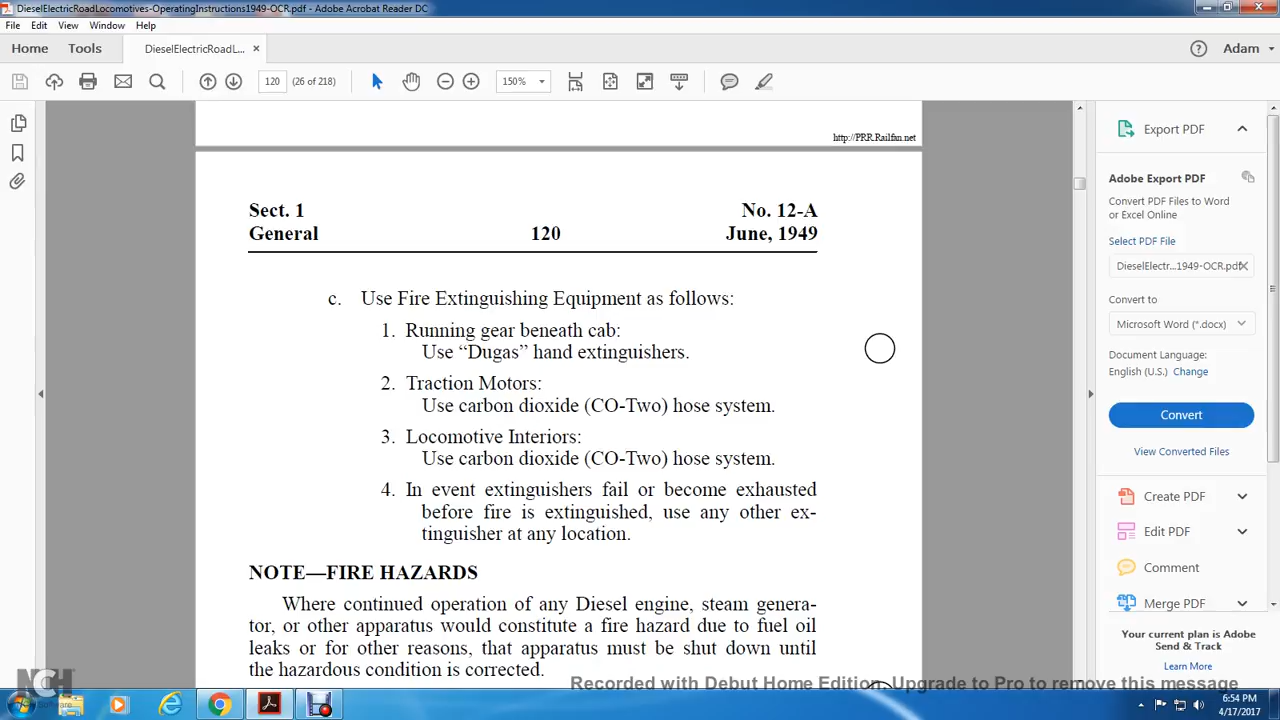 DieselElectricRoadLocomotives-OperatingInstructions1949-OCR.pdf - Adobe Acrobat Reader DC
File Edit View Window Help
Home Tools DieselElectricRoadL... × Adam
120 (26 of 218) 150%
http://PRR.Railfan.net
Sect. 1 No. 12-A
General 120 June, 1949
c. Use Fire Extinguishing Equipment as follows:
1. Running gear beneath cab:
Use “Dugas” hand extinguishers.
2. Traction Motors:
Use carbon dioxide (CO-Two) hose system.
3. Locomotive Interiors:
Use carbon dioxide (CO-Two) hose system.
4. In event extinguishers fail or become exhausted
before fire is extinguished, use any other ex-
tinguisher at any location.
NOTE—FIRE HAZARDS
Where continued operation of any Diesel engine, steam genera-
tor, or other apparatus would constitute a fire hazard due to fuel oil
leaks or for other reasons, that apparatus must be shut down until
the hazardous condition is corrected.
Export PDF
Adobe Export PDF
Convert PDF Files to Word
or Excel Online
Select PDF File
DieselElectr...1949-OCR.pdf
Convert to
Microsoft Word (*.docx)
Document Language:
English (U.S.) Change
Convert
View Converted Files
Create PDF
Edit PDF
Comment
Merge PDF
Your current plan is Adobe
Send & Track
Learn More
NCH
Recorded with Debut Home Edition. Upgrade to Pro to remove this message
6:54 PM
4/17/2017